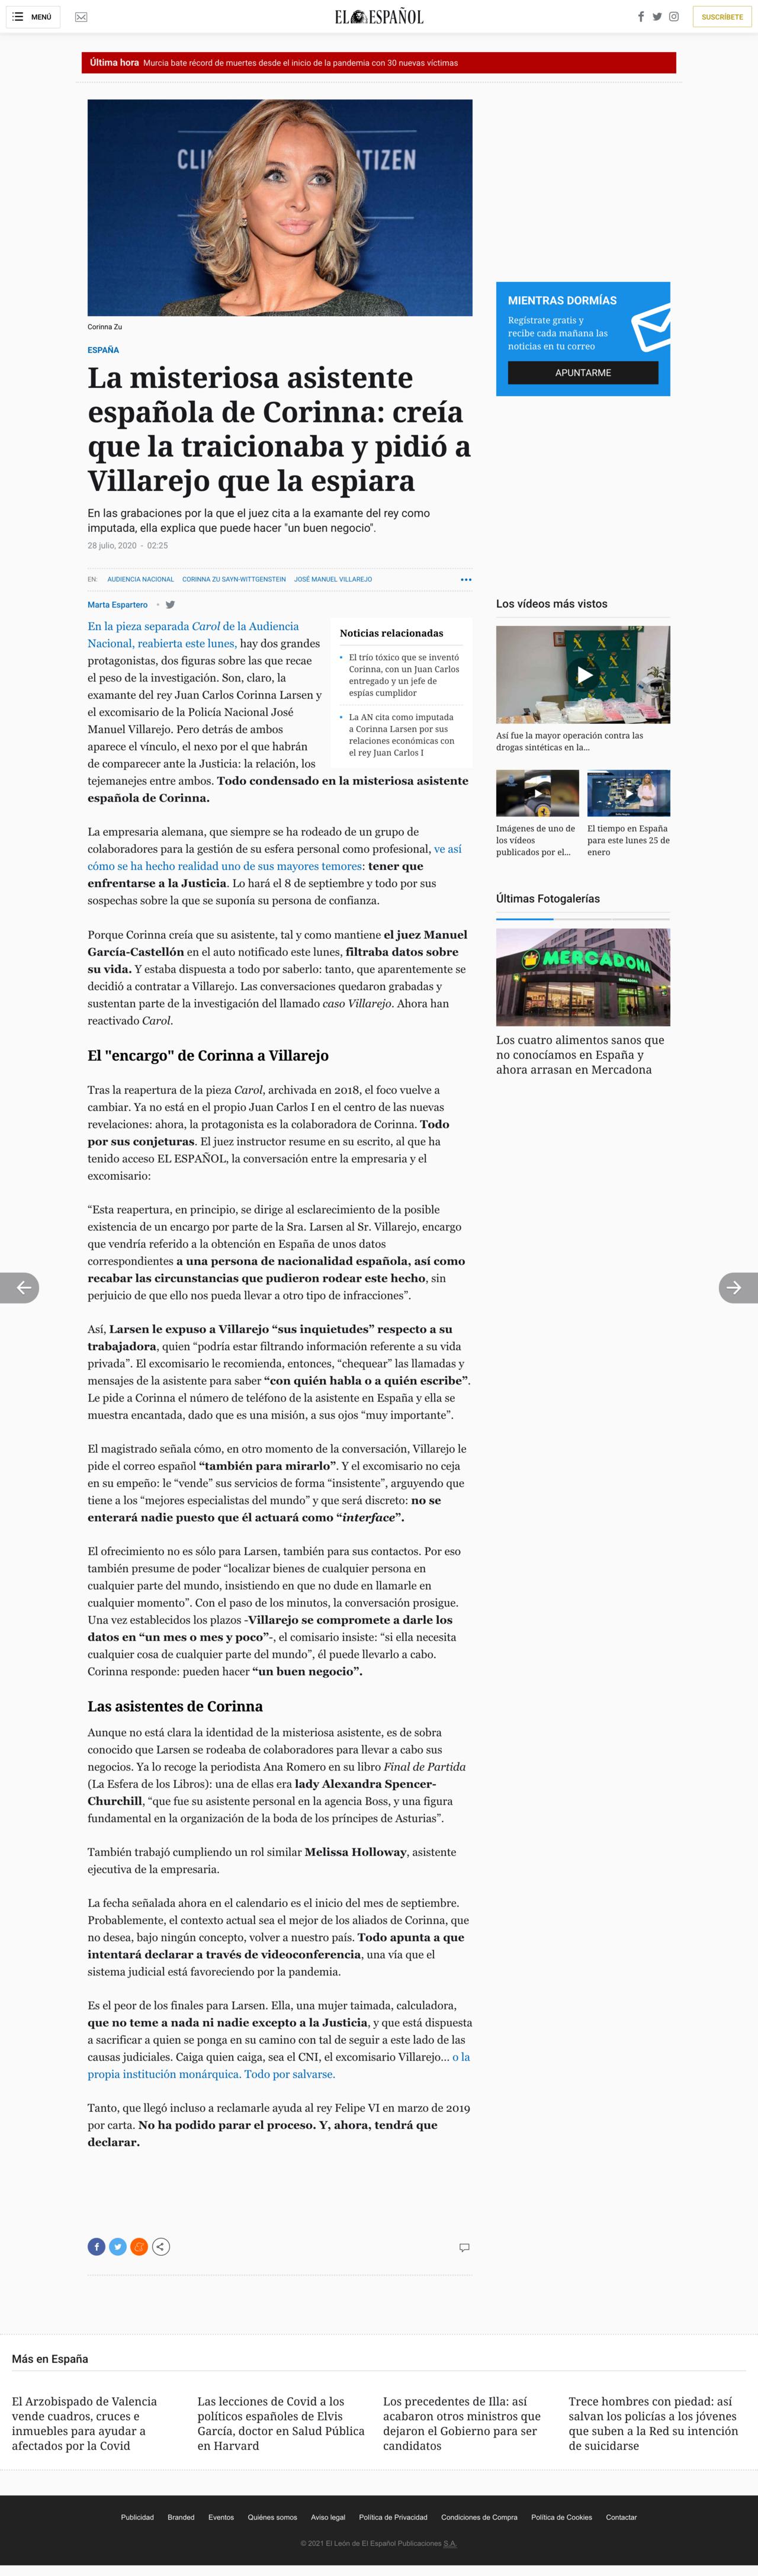 MENÚ
EL ESPAÑOL
SUSCRÍBETE
Última hora Murcia bate récord de muertes desde el inicio de la pandemia con 30 nuevas víctimas
CLIN
TIZEN
Corinna Zu
ESPAÑA
La misteriosa asistente
española de Corinna: creía
que la traicionaba y pidió a
Villarejo que la espiara
En las grabaciones por la que el juez cita a la examante del rey como
imputada, ella explica que puede hacer "un buen negocio".
28 julio, 2020 - 02:25
EN: AUDIENCIA NACIONAL CORINNA ZU SAYN-WITTGENSTEIN JOSÉ MANUEL VILLAREJO
Marta Espartero
En la pieza separada Carol de la Audiencia
Nacional, reabierta este lunes, hay dos grandes
protagonistas, dos figuras sobre las que recae
el peso de la investigación. Son, claro, la
examante del rey Juan Carlos Corinna Larsen y
el excomisario de la Policía Nacional José
Manuel Villarejo. Pero detrás de ambos
aparece el vínculo, el nexo por el que habrán
de comparecer ante la Justicia: la relación, los
tejemanejes entre ambos. Todo condensado en la misteriosa asistente
española de Corinna.
Noticias relacionadas
El trío tóxico que se inventó
Corinna, con un Juan Carlos
entregado y un jefe de
espías cumplidor
La AN cita como imputada
a Corinna Larsen por sus
relaciones económicas con
el rey Juan Carlos I
La empresaria alemana, que siempre se ha rodeado de un grupo de
colaboradores para la gestión de su esfera personal como profesional, ve así
cómo se ha hecho realidad uno de sus mayores temores: tener que
enfrentarse a la Justicia. Lo hará el 8 de septiembre y todo por sus
sospechas sobre la que se suponía su persona de confianza.
Porque Corinna creía que su asistente, tal y como mantiene el juez Manuel
García-Castellón en el auto notificado este lunes, filtraba datos sobre
su vida. Y estaba dispuesta a todo por saberlo: tanto, que aparentemente se
decidió a contratar a Villarejo. Las conversaciones quedaron grabadas y
sustentan parte de la investigación del llamado caso Villarejo. Ahora han
reactivado Carol.
El "encargo" de Corinna a Villarejo
Tras la reapertura de la pieza Carol, archivada en 2018, el foco vuelve a
cambiar. Ya no está en el propio Juan Carlos I en el centro de las nuevas
revelaciones: ahora, la protagonista es la colaboradora de Corinna. Todo
por sus conjeturas. El juez instructor resume en su escrito, al que ha
tenido acceso EL ESPAÑOL, la conversación entre la empresaria y el
excomisario:
“Esta reapertura, en principio, se dirige al esclarecimiento de la posible
existencia de un encargo por parte de la Sra. Larsen al Sr. Villarejo, encargo
que vendría referido a la obtención en España de unos datos
correspondientes a una persona de nacionalidad española, así como
recabar las circunstancias que pudieron rodear este hecho, sin
perjuicio de que ello nos pueda llevar a otro tipo de infracciones”.
Así, Larsen le expuso a Villarejo “sus inquietudes” respecto a su
trabajadora, quien “podría estar filtrando información referente a su vida
privada”. El excomisario le recomienda, entonces, “chequear” las llamadas y
mensajes de la asistente para saber “con quién habla o a quién escribe”.
Le pide a Corinna el número de teléfono de la asistente en España y ella se
muestra encantada, dado que es una misión, a sus ojos “muy importante”.
El magistrado señala cómo, en otro momento de la conversación, Villarejo le
pide el correo español “también para mirarlo”. Y el excomisario no ceja
en su empeño: le “vende” sus servicios de forma “insistente”, arguyendo que
tiene a los “mejores especialistas del mundo” y que será discreto: no se
enterará nadie puesto que él actuará como “interface”.
El ofrecimiento no es sólo para Larsen, también para sus contactos. Por eso
también presume de poder “localizar bienes de cualquier persona en
cualquier parte del mundo, insistiendo en que no dude en llamarle en
cualquier momento”. Con el paso de los minutos, la conversación prosigue.
Una vez establecidos los plazos -Villarejo se compromete a darle los
datos en “un mes o mes y poco”-, el comisario insiste: “si ella necesita
cualquier cosa de cualquier parte del mundo”, él puede llevarlo a cabo.
Corinna responde: pueden hacer “un buen negocio”.
Las asistentes de Corinna
Aunque no está clara la identidad de la misteriosa asistente, es de sobra
conocido que Larsen se rodeaba de colaboradores para llevar a cabo sus
negocios. Ya lo recoge la periodista Ana Romero en su libro Final de Partida
(La Esfera de los Libros): una de ellas era lady Alexandra Spencer-
Churchill, “que fue su asistente personal en la agencia Boss, y una figura
fundamental en la organización de la boda de los príncipes de Asturias”.
También trabajó cumpliendo un rol similar Melissa Holloway, asistente
ejecutiva de la empresaria.
La fecha señalada ahora en el calendario es el inicio del mes de septiembre.
Probablemente, el contexto actual sea el mejor de los aliados de Corinna, que
no desea, bajo ningún concepto, volver a nuestro país. Todo apunta a que
intentará declarar a través de videoconferencia, una vía que el
sistema judicial está favoreciendo por la pandemia.
Es el peor de los finales para Larsen. Ella, una mujer taimada, calculadora,
que no teme a nada ni nadie excepto a la Justicia, y que está dispuesta
a sacrificar a quien se ponga en su camino con tal de seguir a este lado de las
causas judiciales. Caiga quien caiga, sea el CNI, el excomisario Villarejo... o la
propia institución monárquica. Todo por salvarse.
Tanto, que llegó incluso a reclamarle ayuda al rey Felipe VI en marzo de 2019
por carta. No ha podido parar el proceso. Y, ahora, tendrá que
declarar.
MIENTRAS DORMÍAS
Regístrate gratis y
recibe cada mañana las
noticias en tu correo
APUNTARME
Los vídeos más vistos
Así fue la mayor operación contra las
drogas sintéticas en la...
Imágenes de uno de
los vídeos
publicados por el...
El tiempo en España
para este lunes 25 de
enero
Últimas Fotogalerías
MERCADONA
Los cuatro alimentos sanos que
no conocíamos en España y
ahora arrasan en Mercadona
Más en España
El Arzobispado de Valencia
vende cuadros, cruces e
inmuebles para ayudar a
afectados por la Covid
Las lecciones de Covid a los
políticos españoles de Elvis
García, doctor en Salud Pública
en Harvard
Los precedentes de Illa: así
acabaron otros ministros que
dejaron el Gobierno para ser
candidatos
Trece hombres con piedad: así
salvan los policías a los jóvenes
que suben a la Red su intención
de suicidarse
Publicidad Branded Eventos Quiénes somos Aviso legal Política de Privacidad Condiciones de Compra Política de Cookies Contactar
© 2021 El León de El Español Publicaciones S.A.